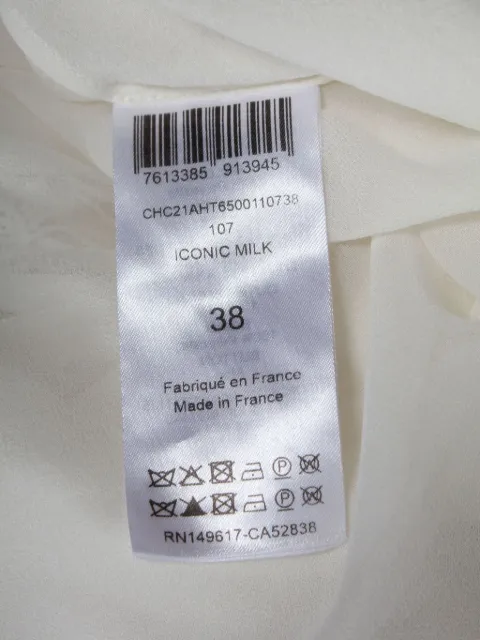 7613385 913945
CHC21AHT6500110738
107
ICONIC MILK
38
Fabriqué en France
Made in France
RN149617-CA52838